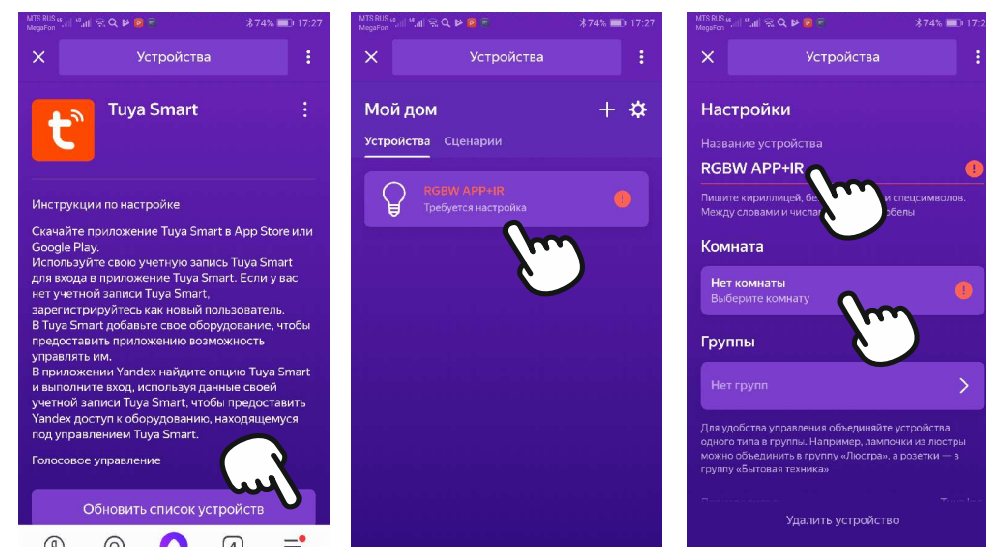 MTS RUS
MegaFon
74%
17:27
Устройства
Tuya Smart
Инструкции по настройке
Скачайте приложение Tuya Smart в App Store или
Google Play.
Используйте свою учетную запись Tuya Smart
для входа в приложение Tuya Smart. Если у вас
нет учетной записи Tuya Smart,
зарегистрируйтесь как новый пользователь.
В Tuya Smart добавьте свое оборудование, чтобы
предоставить приложению возможность
управлять им.
В приложении Yandex найдите опцию Tuya Smart
и выполните вход, используя данные своей
учетной записи Tuya Smart, чтобы предоставить
Yandex доступ к оборудованию, находящемуся
под управлением Tuya Smart.
Голосовое управление
Обновить список устройств
MTS RUS
MegaFon
74%
17:27
Устройства
Мой дом
Устройства Сценарии
RGBW APP+IR
Требуется настройка
MTS RUS
MegaFon
74%
17:2
Устройства
Настройки
Название устройства
RGBW APP+IR
Пишите кириллицей, и спецсимволов.
Между словами и
Комната
Нет комнаты
Выберите комнату
Группы
Нет групп
Для удобства управления объединяйте устройства
одного типа в группы. Например, лампочки из люстры
можно объединить в группу «Люстра», а розетки — в
группу «Бытовая техника»
Удалить устройство